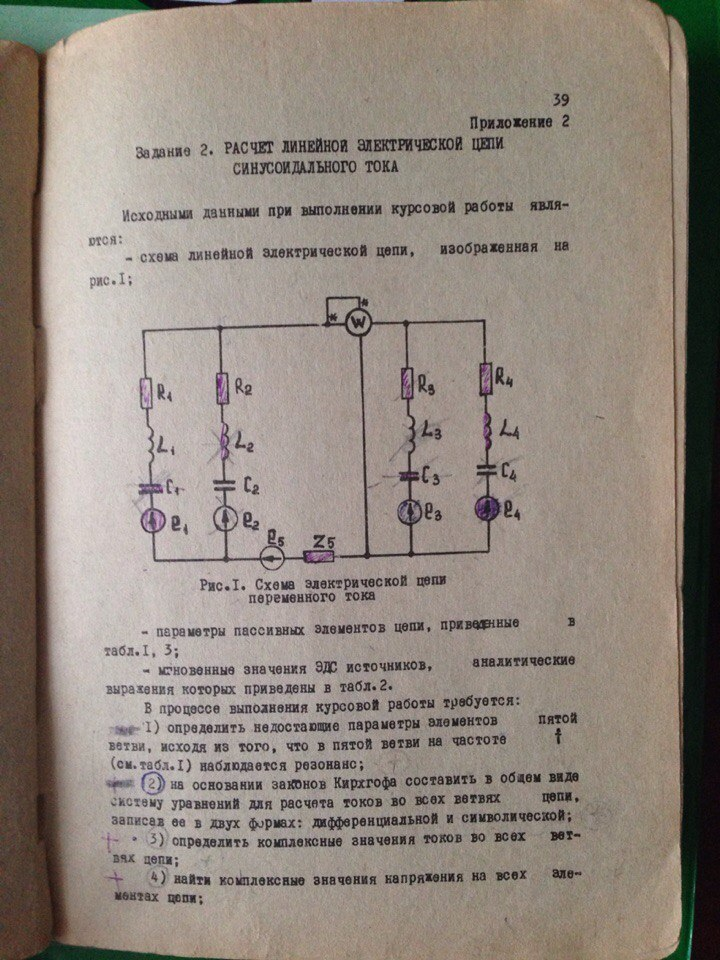 39
Приложение 2
Задание 2. РАСЧЕТ ЛИНЕЙНОЙ ЭЛЕКТРИЧЕСКОЙ ЦЕПИ
СИНУСОИДАЛЬНОГО ТОКА
Исходными данными при выполнении курсовой работы явля-
ются:
- схема линейной электрической цепи, изображенная на
рис.I;
* * W
R1 R2 R3 R4
L1 L2 L3 L4
C1 C2 C3 C4
e1 e2 e3 e4
e5 Z5
Рис.I. Схема электрической цепи
переменного тока
- параметры пассивных элементов цепи, приведенные в
табл.I, 3;
- мгновенные значения ЭДС источников, аналитические
выражения которых приведены в табл.2.
В процессе выполнения курсовой работы требуется:
1) определить недостающие параметры элементов пятой
ветви, исходя из того, что в пятой ветви на частоте f
(см.табл.I) наблюдается резонанс;
2) на основании законов Кирхгофа составить в общем виде
систему уравнений для расчета токов во всех ветвях цепи,
записав ее в двух формах: дифференциальной и символической;
+ 3) определить комплексные значения токов во всех вет-
вях цепи;
+ 4) найти комплексные значения напряжения на всех эле-
ментах цепи;